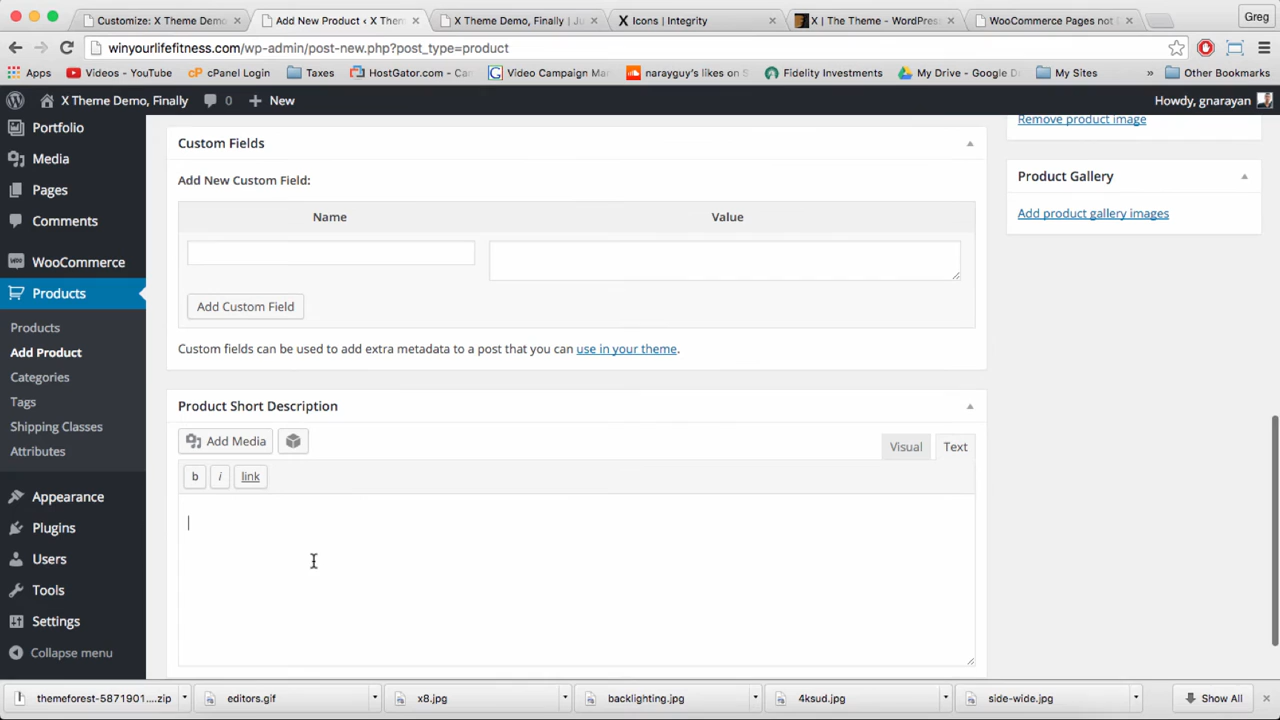 Customize: X Theme Demo
Add New Product ‹ X Them
X Theme Demo, Finally | Ju
Icons | Integrity
X | The Theme - WordPress
WooCommerce Pages not
Greg
winyourlifefitness.com/wp-admin/post-new.php?post_type=product
Apps
Videos - YouTube
cPanel Login
Taxes
HostGator.com - Can
Video Campaign Ma
narayguy's likes on S
Fidelity Investments
My Drive - Google D
My Sites
»
Other Bookmarks
X Theme Demo, Finally
0
New
Howdy, gnarayan
Portfolio
Media
Pages
Comments
WooCommerce
Products
Products
Add Product
Categories
Tags
Shipping Classes
Attributes
Appearance
Plugins
Users
Tools
Settings
Collapse menu
Custom Fields
Add New Custom Field:
Name
Value
Add Custom Field
Custom fields can be used to add extra metadata to a post that you can use in your theme.
Product Short Description
Add Media
Visual
Text
b
i
link
Remove product image
Product Gallery
Add product gallery images
themeforest-5871901....zip
editors.gif
x8.jpg
backlighting.jpg
4ksud.jpg
side-wide.jpg
Show All